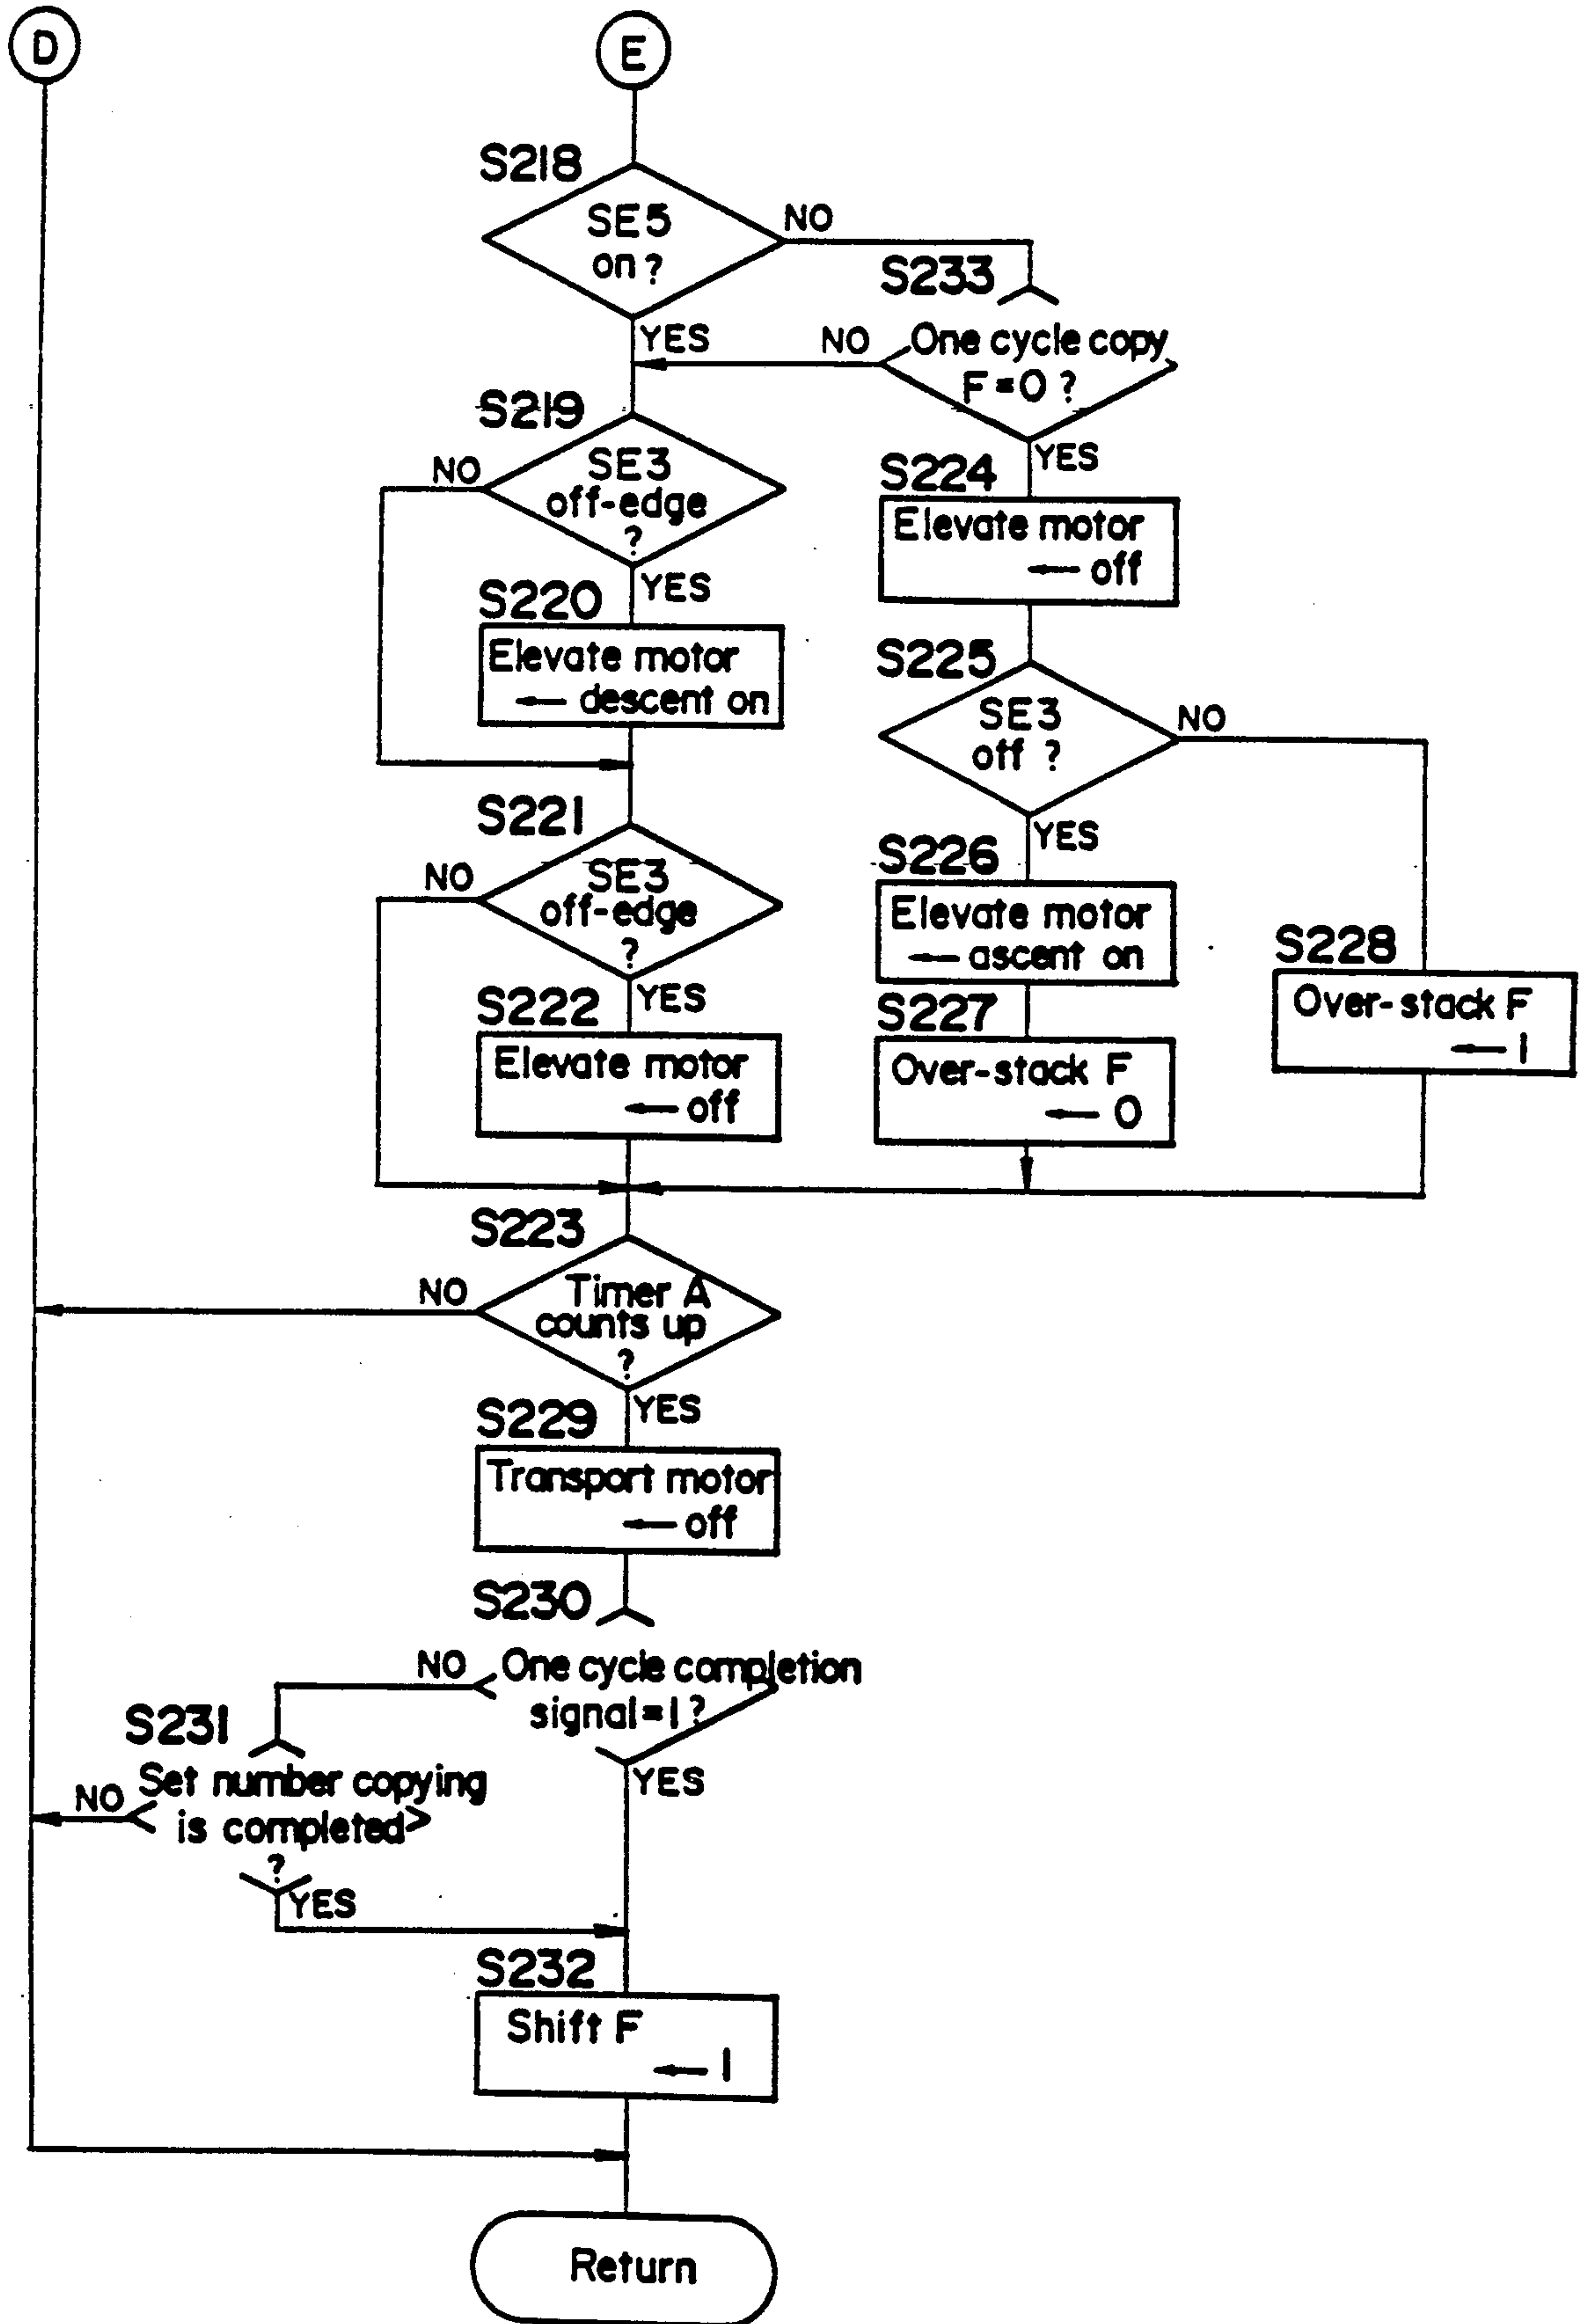 D
E
S218
SE5
on ?
NO
YES
S233
One cycle copy
F=0 ?
NO
YES
S219
SE3
off-edge
?
NO
YES
S220
Elevate motor
← descent on
S224
Elevate motor
← off
S225
SE3
off ?
NO
YES
S221
SE3
off-edge
?
NO
YES
S226
Elevate motor
← ascent on
S228
Over-stack F
← 1
S222
Elevate motor
← off
S227
Over-stack F
← 0
S223
Timer A
counts up
?
NO
YES
S229
Transport motor
← off
S230
One cycle completion
signal=1?
NO
YES
S231
Set number copying
is completed
?
NO
YES
S232
Shift F
← 1
Return